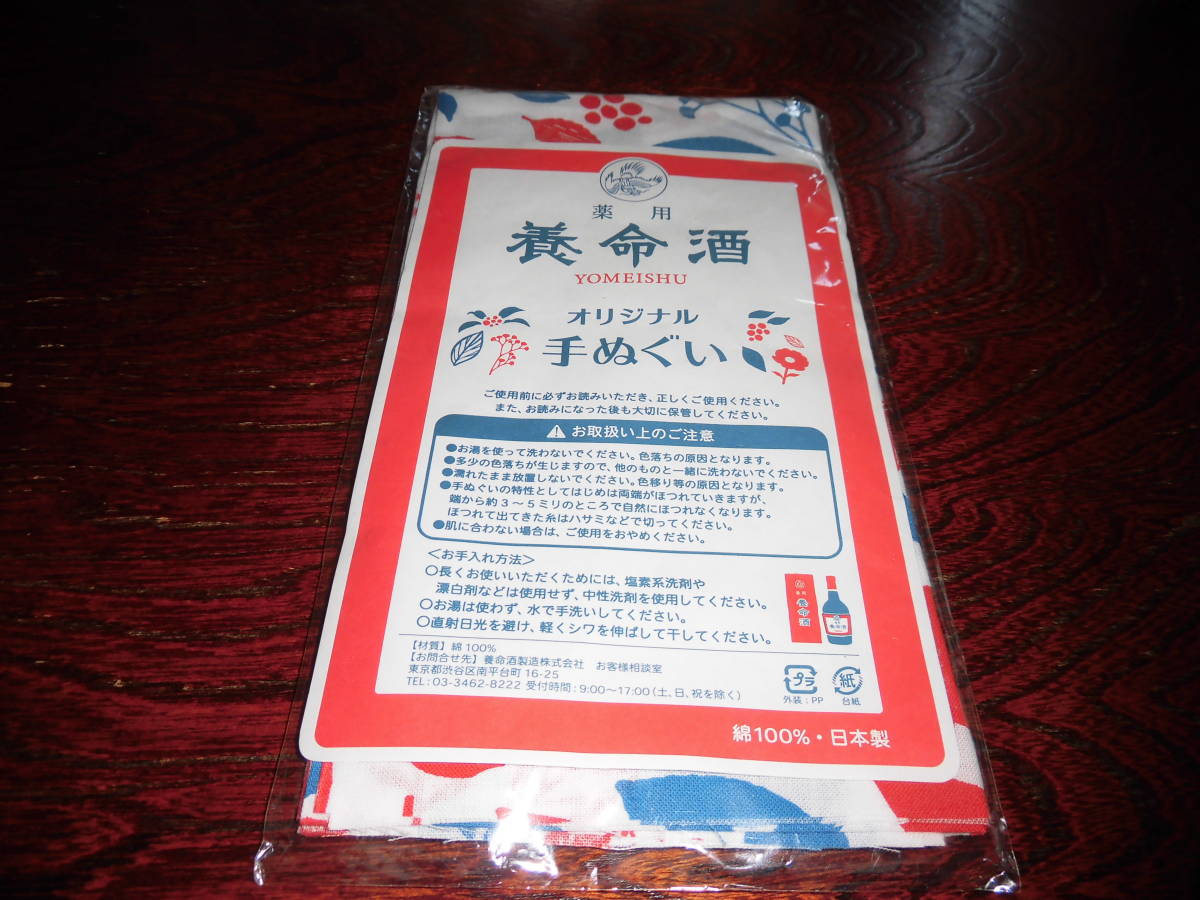 薬用
養命酒
YOMEISHU
オリジナル
手ぬぐい
ご使用前に必ずお読みいただき、正しくご使用ください。
また、お読みになった後も大切に保管してください。
お取扱い上のご注意
●お湯を使って洗わないでください。色落ちの原因となります。
●多少の色落ちが生じますので、他のものと一緒に洗わないでください。
●濡れたまま放置しないでください。色移り等の原因となります。
●手ぬぐいの特性としてはじめは両端がほつれていきますが、
端から約3〜5ミリのところで自然にほつれなくなります。
ほつれて出てきた糸はハサミなどで切ってください。
●肌に合わない場合は、ご使用をおやめください。
＜お手入れ方法＞
○長くお使いいただくためには、塩素系洗剤や
漂白剤などは使用せず、中性洗剤を使用してください。
○お湯は使わず、水で手洗いしてください。
○直射日光を避け、軽くシワを伸ばして干してください。
養命酒
養命酒
【材質】綿100%
【お問合せ先】養命酒製造株式会社 お客様相談室
東京都渋谷区南平台町16-25
TEL:03-3462-8222 受付時間:9:00〜17:00(土、日、祝を除く)
プラ
外装:PP
紙
台紙
綿100%・日本製